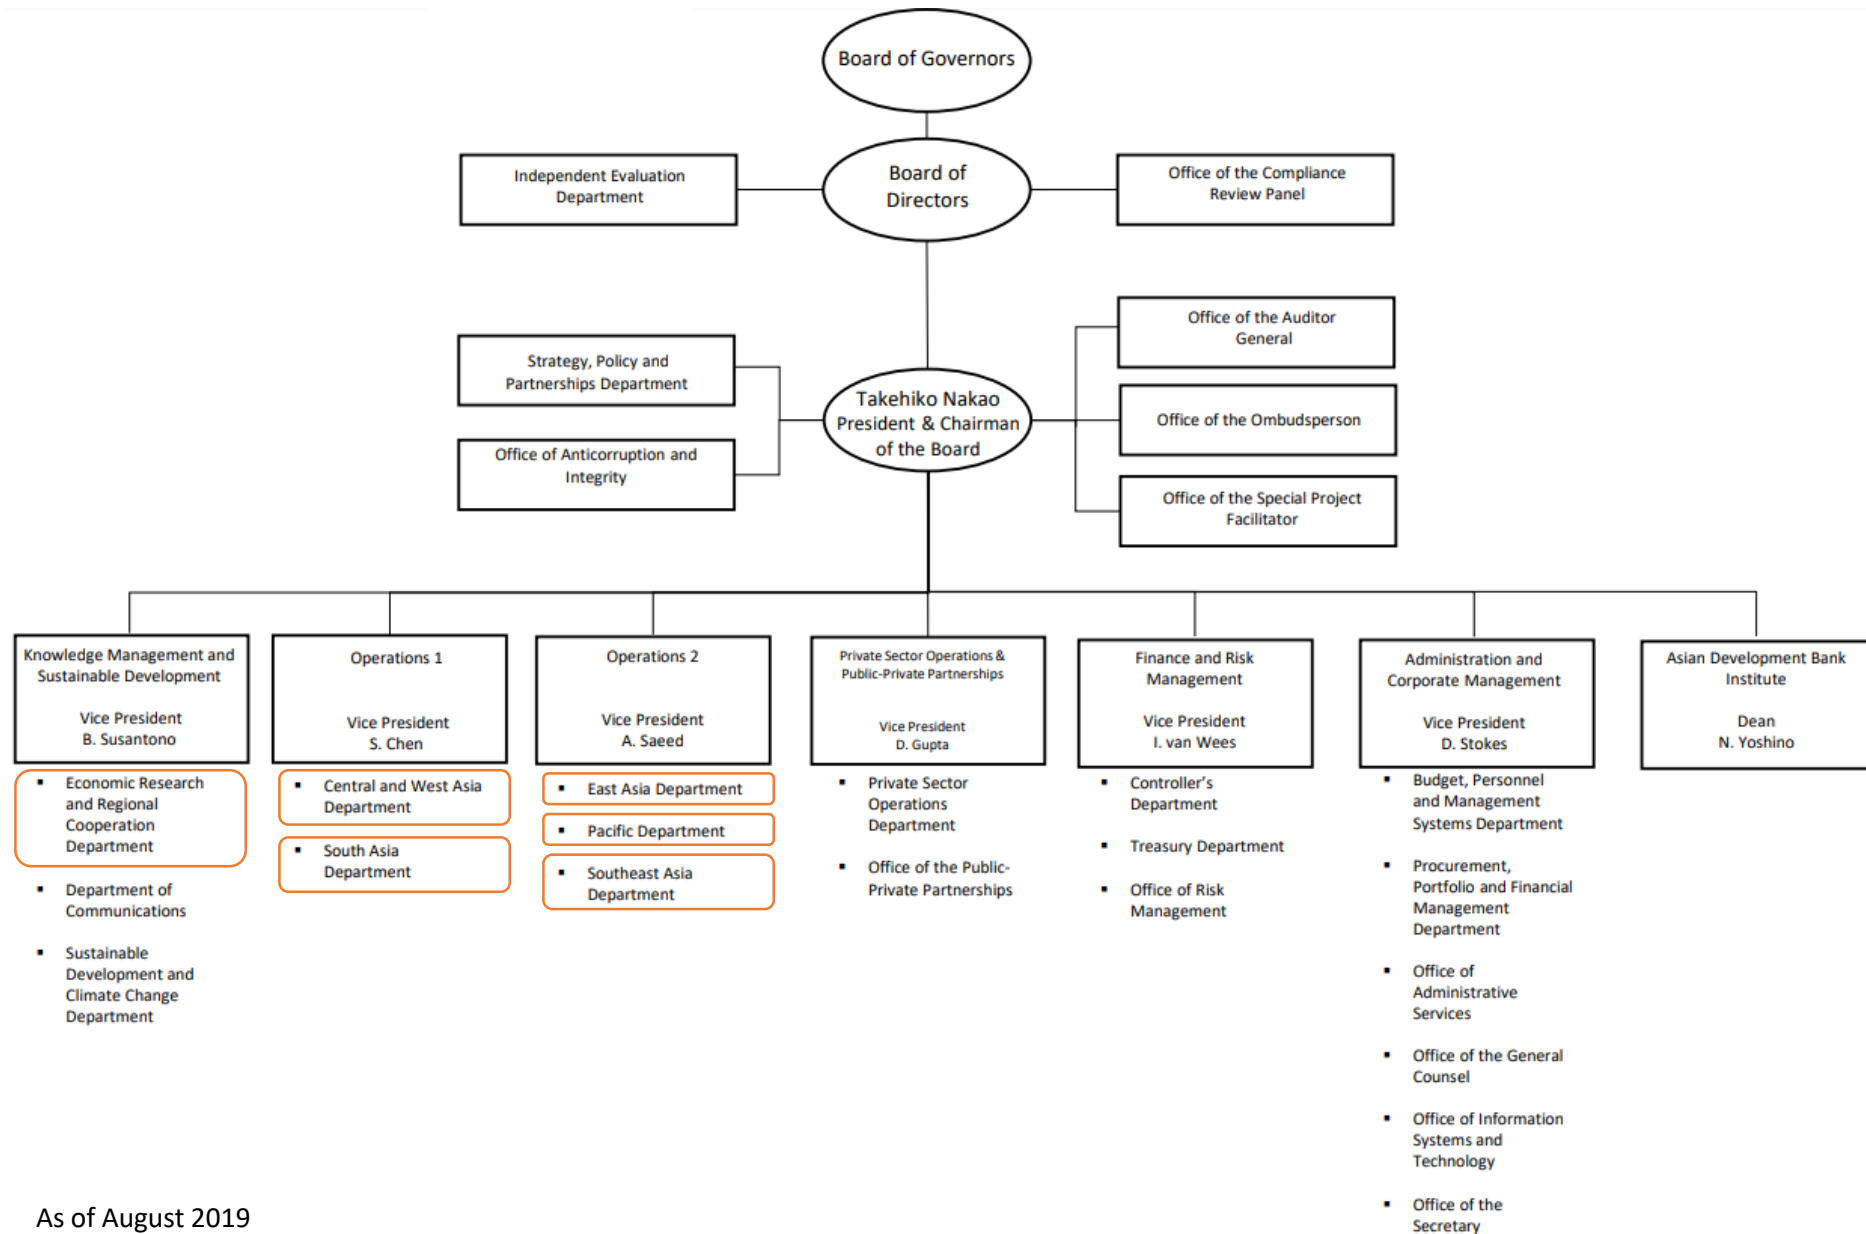 Board of Governors
Board of
Directors
Independent Evaluation
Department
Office of the Compliance
Review Panel
Office of the Auditor
General
Strategy, Policy and
Partnerships Department
Takehiko Nakao
President & Chairman
of the Board
Office of the Ombudsperson
Office of Anticorruption and
Integrity
Office of the Special Project
Facilitator
Knowledge Management and
Sustainable Development
Vice President
B. Susantono
▪ Economic Research
and Regional
Cooperation
Department
▪ Department of
Communications
▪ Sustainable
Development and
Climate Change
Department
Operations 1
Vice President
S. Chen
▪ Central and West Asia
Department
▪ South Asia
Department
Operations 2
Vice President
A. Saeed
▪ East Asia Department
▪ Pacific Department
▪ Southeast Asia
Department
Private Sector Operations &
Public-Private Partnerships
Vice President
D. Gupta
▪ Private Sector
Operations
Department
▪ Office of the Public-
Private Partnerships
Finance and Risk
Management
Vice President
I. van Wees
▪ Controller's
Department
▪ Treasury Department
▪ Office of Risk
Management
Administration and
Corporate Management
Vice President
D. Stokes
▪ Budget, Personnel
and Management
Systems Department
▪ Procurement,
Portfolio and Financial
Management
Department
▪ Office of
Administrative
Services
▪ Office of the General
Counsel
▪ Office of Information
Systems and
Technology
▪ Office of the
Secretary
Asian Development Bank
Institute
Dean
N. Yoshino
As of August 2019